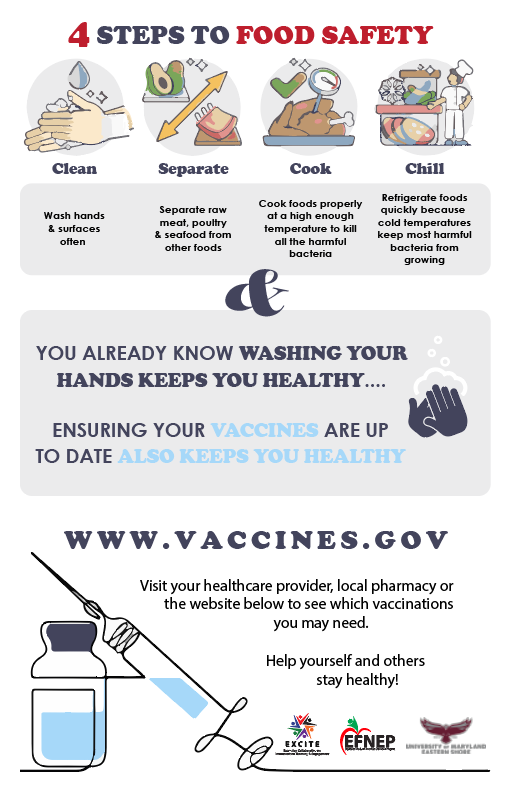 4 STEPS TO FOOD SAFETY
Clean
Separate
Cook
Chill
Wash hands
& surfaces
often
Separate raw
meat, poultry
& seafood from
other foods
Cook foods properly
at a high enough
temperature to kill
all the harmful
bacteria
Refrigerate foods
quickly because
cold temperatures
keep most harmful
bacteria from
growing
&
YOU ALREADY KNOW WASHING YOUR
HANDS KEEPS YOU HEALTHY....
ENSURING YOUR VACCINES ARE UP
TO DATE ALSO KEEPS YOU HEALTHY
WWW.VACCINES.GOV
Visit your healthcare provider, local pharmacy or
the website below to see which vaccinations
you may need.
Help yourself and others
stay healthy!
EXCITE
EFNEP
UNIVERSITY of MARYLAND
EASTERN SHORE